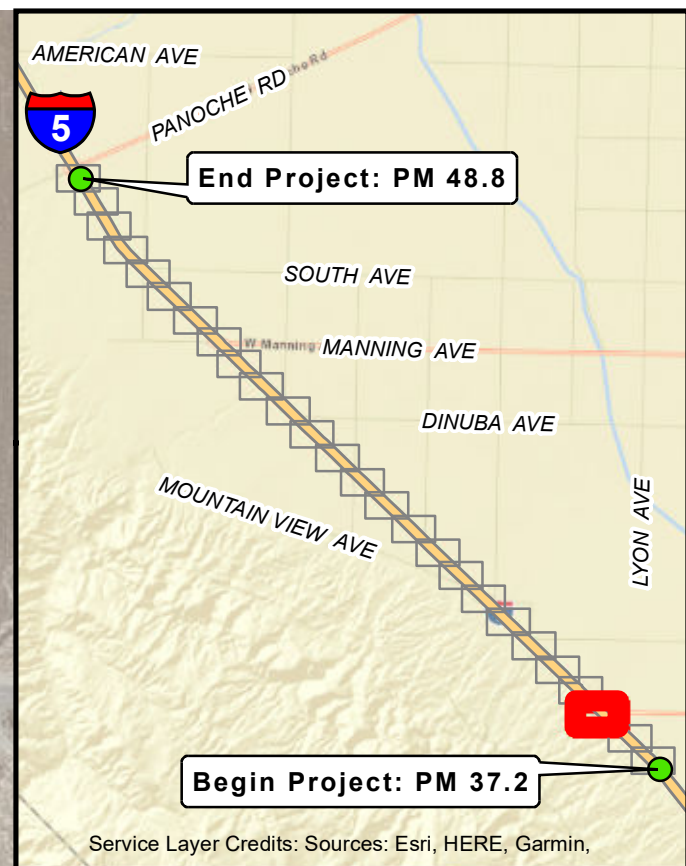 AMERICAN AVE
PANOCHE RD
5
End Project: PM 48.8
SOUTH AVE
W Manning
MANNING AVE
DINUBA AVE
MOUNTAIN VIEW AVE
LYON AVE
Begin Project: PM 37.2
Service Layer Credits: Sources: Esri, HERE, Garmin,